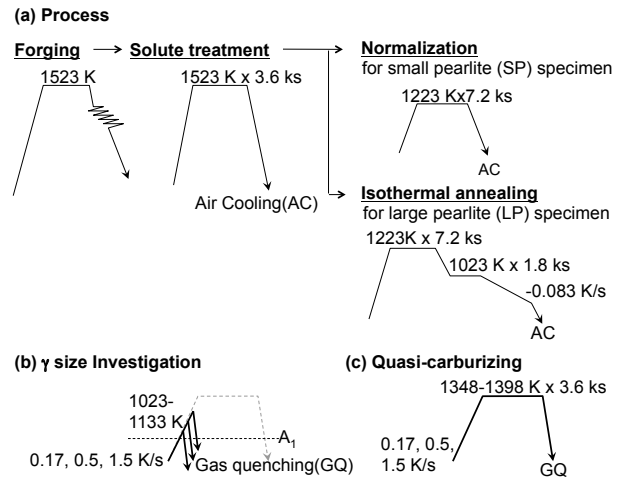 (a) Process
Forging
Solute treatment
Normalization
for small pearlite (SP) specimen
1523 K
1523 K x 3.6 ks
1223 Kx7.2 ks
AC
Air Cooling(AC)
Isothermal annealing
for large pearlite (LP) specimen
1223K x 7.2 ks
1023 K x 1.8 ks
-0.083 K/s
AC
(b) γ size Investigation
1023-
1133 K
A1
0.17, 0.5, 1.5 K/s
Gas quenching(GQ)
(c) Quasi-carburizing
1348-1398 K x 3.6 ks
0.17, 0.5,
1.5 K/s
GQ